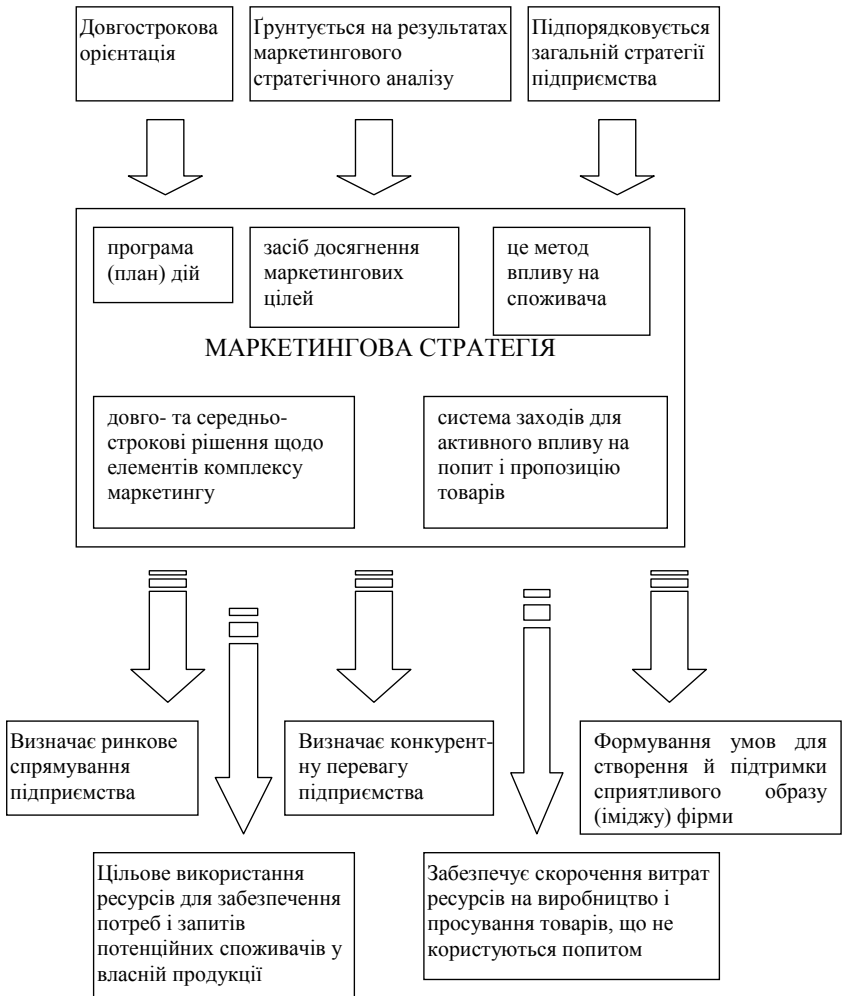 Довгострокова
орієнтація
Ґрунтується на результатах
маркетингового
стратегічного аналізу
Підпорядковується
загальній стратегії
підприємства
програма
(план) дій
засіб досягнення
маркетингових
цілей
це метод
впливу на
споживача
МАРКЕТИНГОВА СТРАТЕГІЯ
довго- та середньо-
строкові рішення щодо
елементів комплексу
маркетингу
система заходів для
активного впливу на
попит і пропозицію
товарів
Визначає ринкове
спрямування
підприємства
Визначає конкурент-
ну перевагу
підприємства
Формування умов для
створення й підтримки
сприятливого образу
(іміджу) фірми
Цільове використання
ресурсів для забезпечення
потреб і запитів
потенційних споживачів у
власній продукції
Забезпечує скорочення витрат
ресурсів на виробництво і
просування товарів, що не
користуються попитом